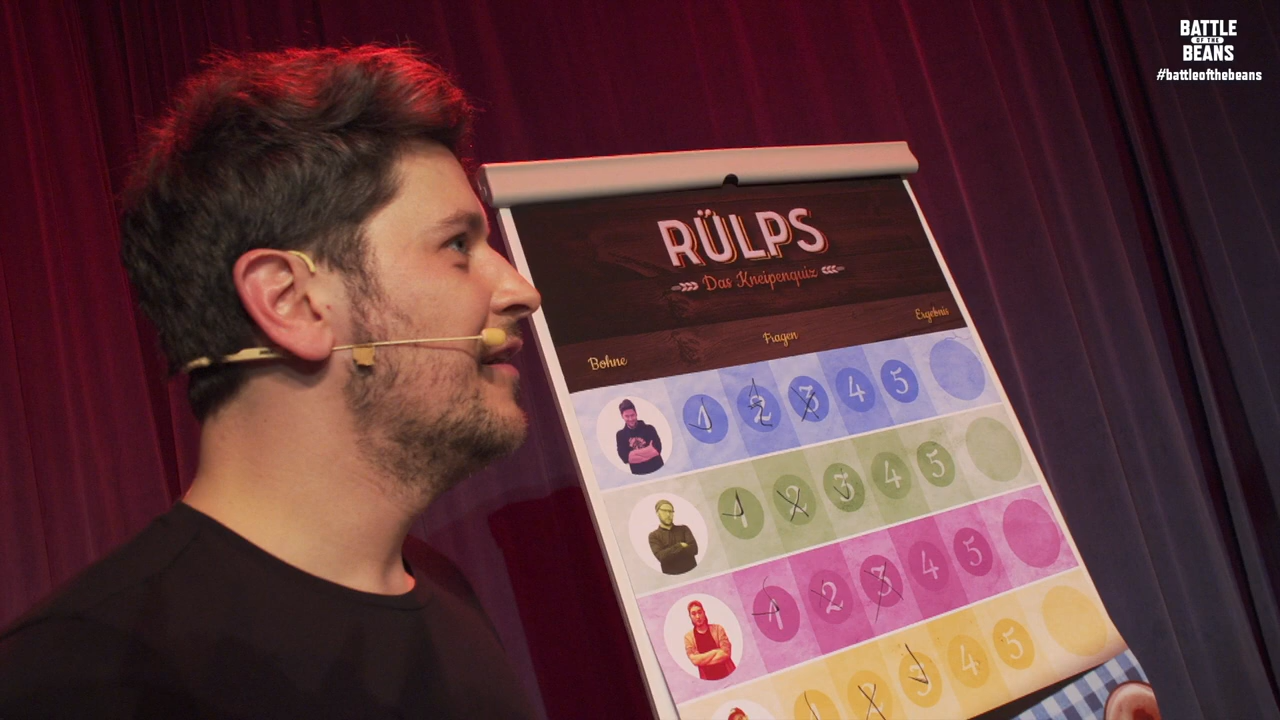 BATTLE
OF THE
BEANS
#battleofthebeans
RÜLPS
Das Kneipenquiz
Bohne Fragen Ergebnis
1 2 3 4 5
1 2 3 4 5
1 2 3 4 5
1 2 3 4 5